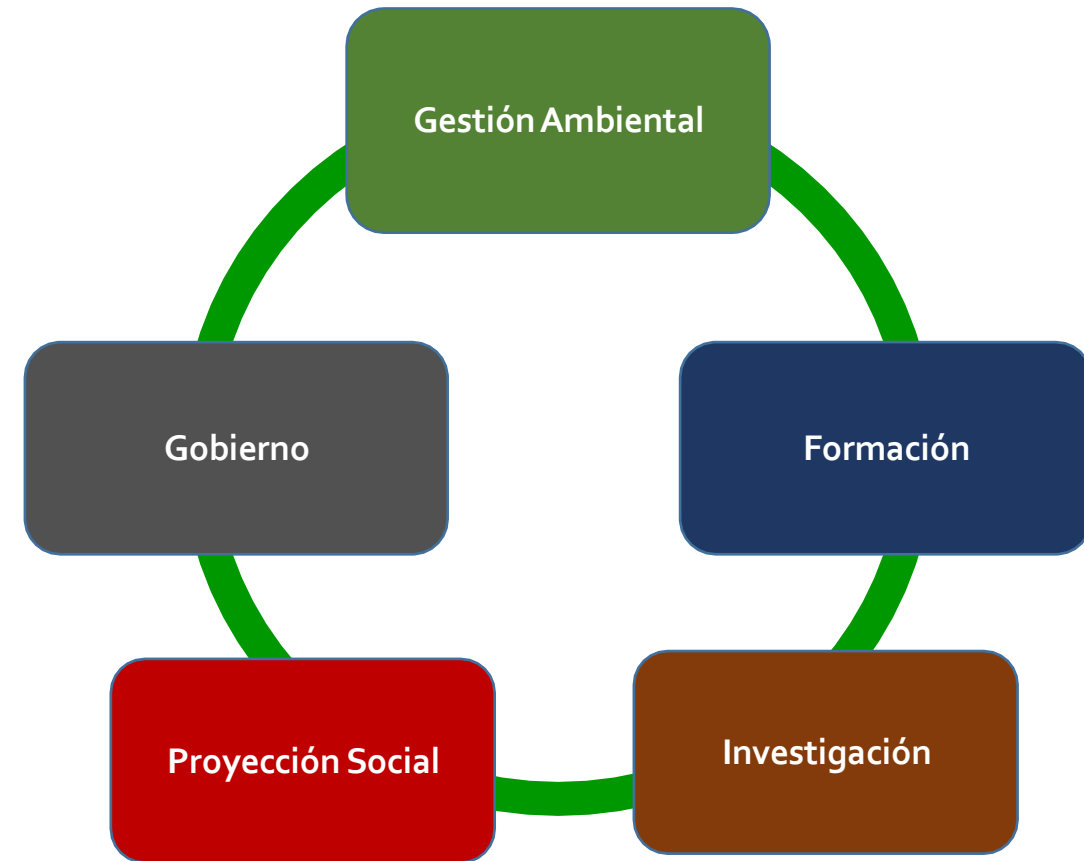 Gestión Ambiental
Gobierno
Formación
Proyección Social
Investigación